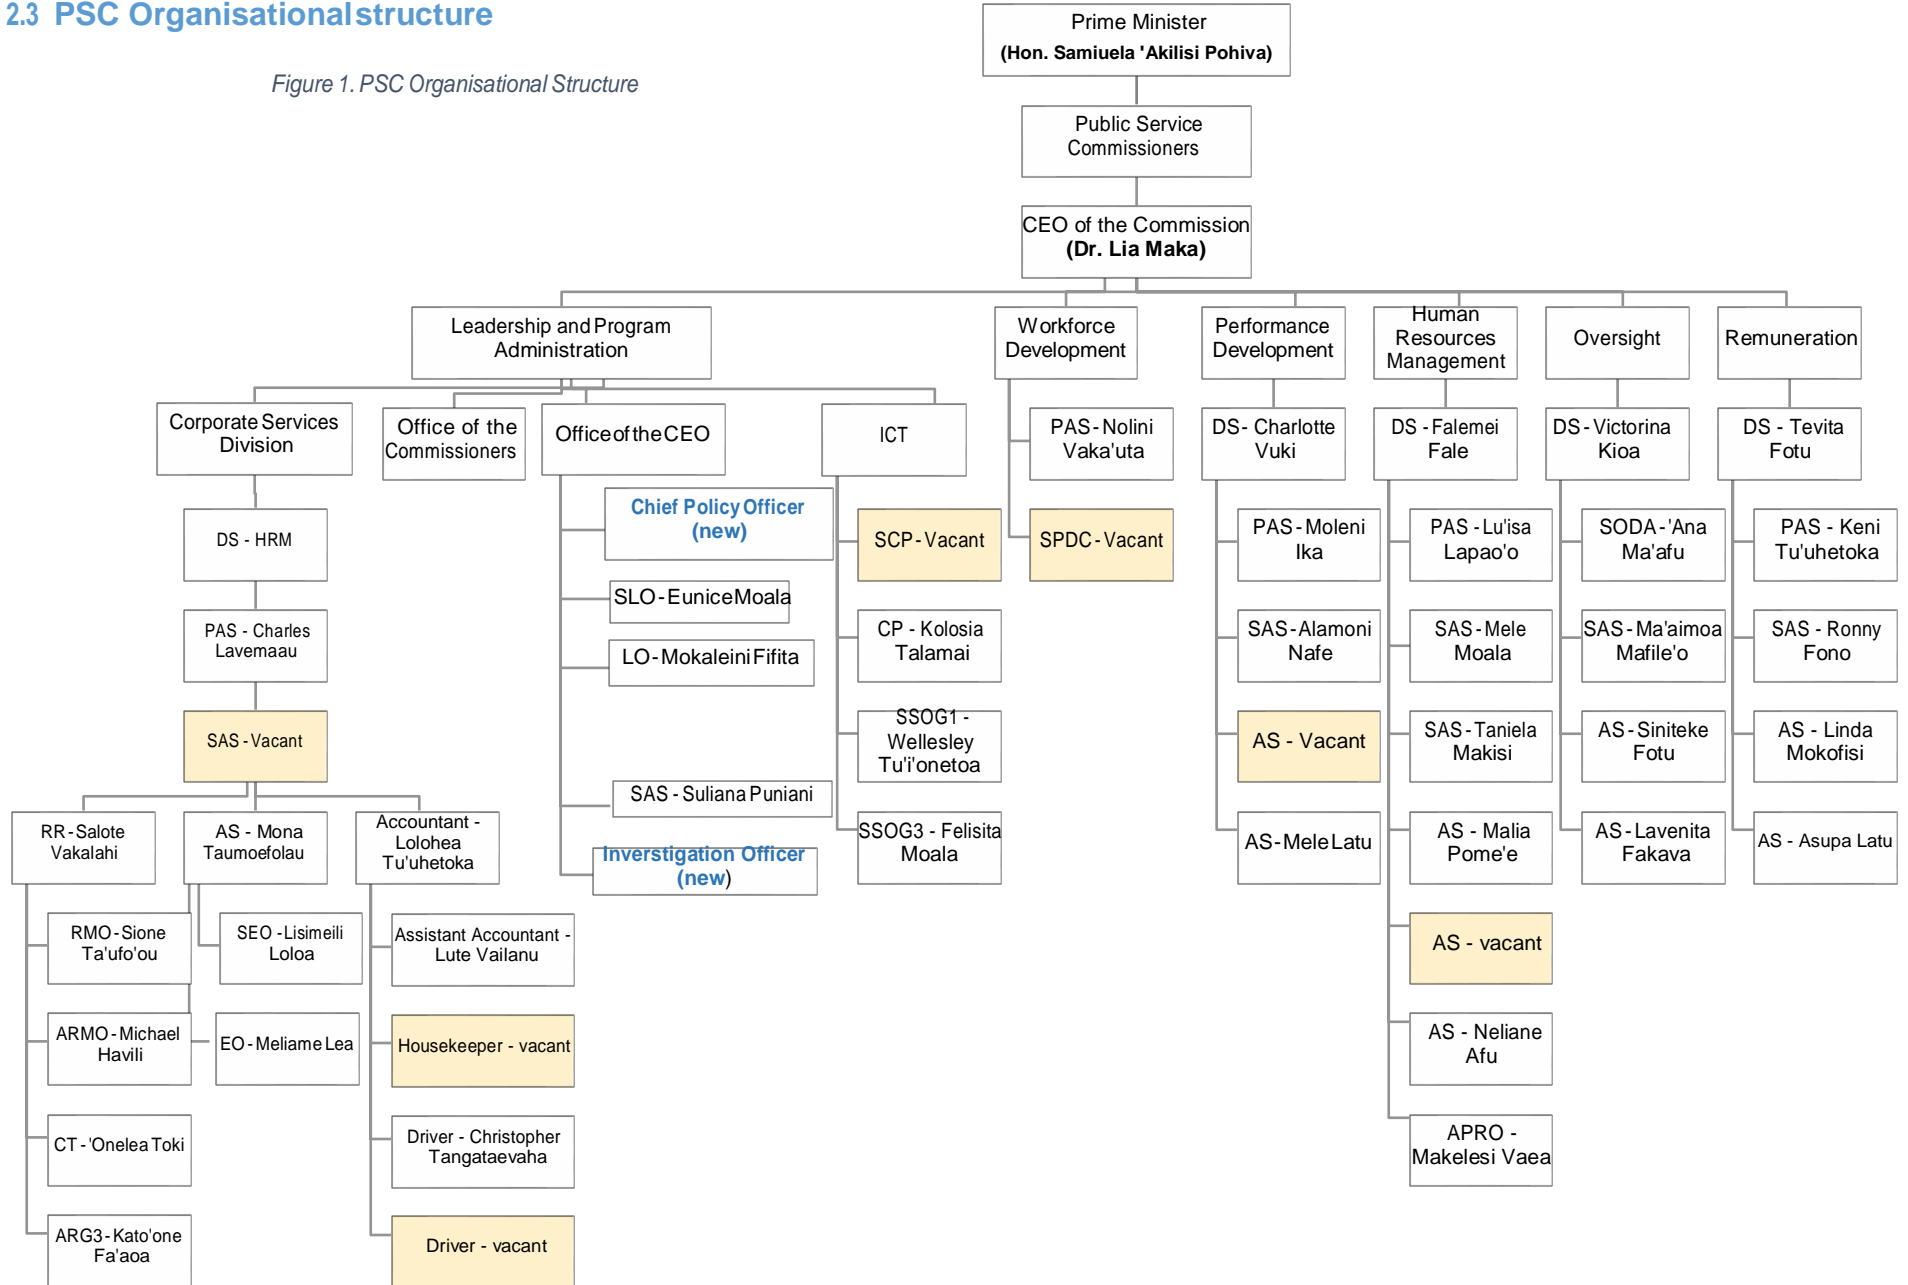 2.3 PSC Organisational structure
Figure 1. PSC Organisational Structure
Prime Minister
(Hon. Samiuela 'Akilisi Pohiva)
Public Service
Commissioners
CEO of the Commission
(Dr. Lia Maka)
Leadership and Program
Administration
Workforce
Development
Performance
Development
Human
Resources
Management
Oversight
Remuneration
Corporate Services
Division
Office of the
Commissioners
Office of the CEO
ICT
PAS - Nolini
Vaka'uta
DS - Charlotte
Vuki
DS - Falemei
Fale
DS - Victorina
Kioa
DS - Tevita
Fotu
DS - HRM
Chief Policy Officer
(new)
SCP - Vacant
SPDC - Vacant
PAS - Moleni
Ika
PAS - Lu'isa
Lapao'o
SODA - 'Ana
Ma'afu
PAS - Keni
Tu'uhetoka
PAS - Charles
Lavemaau
SLO - Eunice Moala
LO - Mokaleini Fifita
CP - Kolosia
Talamai
SAS - Alamoni
Nafe
SAS - Mele
Moala
SAS - Ma'aimoa
Mafile'o
SAS - Ronny
Fono
SAS - Vacant
SSOG1 -
Wellesley
Tu'i'onetoa
AS - Vacant
SAS - Taniela
Makisi
AS - Siniteke
Fotu
AS - Linda
Mokofisi
SAS - Suliana Puniani
RR - Salote
Vakalahi
AS - Mona
Taumoefolau
Accountant -
Lolohea
Tu'uhetoka
Inverstigation Officer
(new)
SSOG3 - Felisita
Moala
AS - Mele Latu
AS - Malia
Pome'e
AS - Lavenita
Fakava
AS - Asupa Latu
RMO - Sione
Ta'ufo'ou
SEO - Lisimeili
Loloa
Assistant Accountant -
Lute Vailanu
AS - vacant
ARMO - Michael
Havili
EO - Meliame Lea
Housekeeper - vacant
AS - Neliane
Afu
CT - 'Onelea Toki
Driver - Christopher
Tangataevaha
APRO -
Makelesi Vaea
ARG3 - Kato'one
Fa'aoa
Driver - vacant